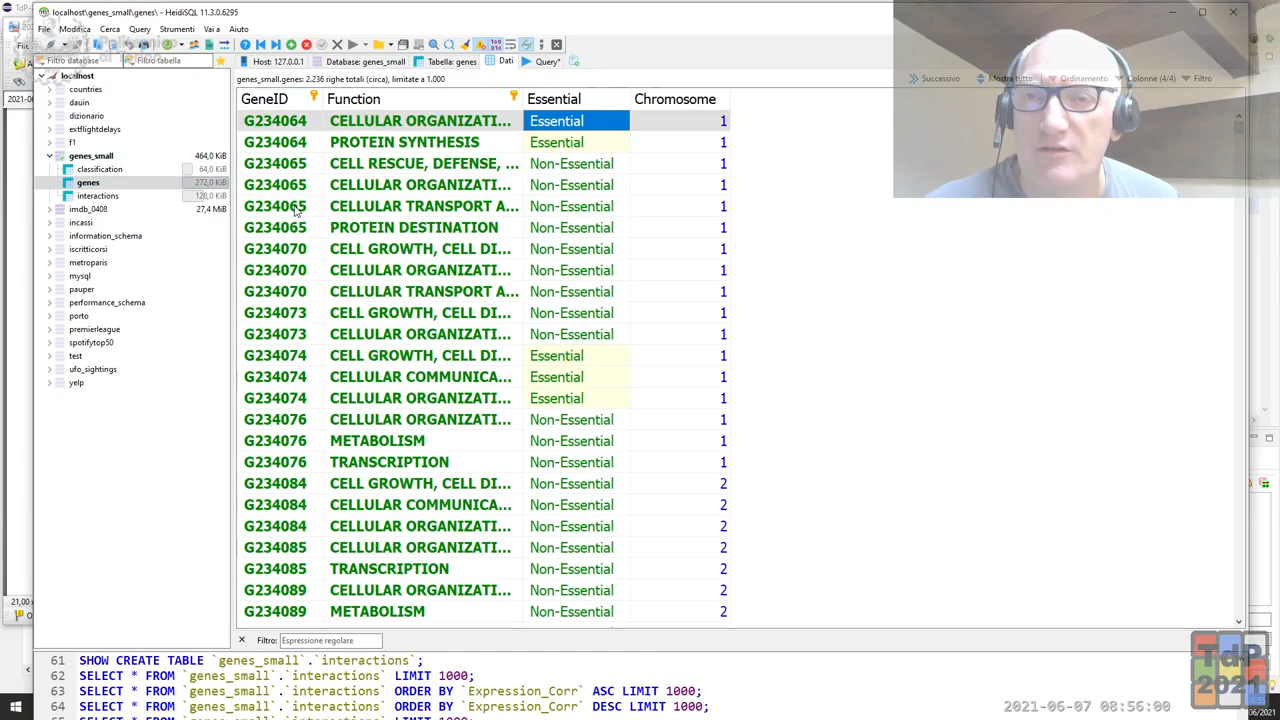 localhost\genes_small\genes\ - HeidiSQL 11.3.0.6295
File Modifica Cerca Query Strumenti Vai a Aiuto
Filtro database Filtro tabella
Host: 127.0.0.1 Database: genes_small Tabella: genes Dati Query*
genes_small.genes: 2.236 righe totali (circa), limitate a 1.000
Successivo Mostra tutto Ordinamento Colonne (4/4) Filtro
localhost
countries
dauin
dizionario
extflightdelays
f1
genes_small 464,0 KiB
classification 64,0 KiB
genes 272,0 KiB
interactions 128,0 KiB
imdb_0408 27,4 MiB
incassi
information_schema
iscritticorsi
metroparis
mysql
pauper
performance_schema
porto
premierleague
spotifytop50
test
ufo_sightings
yelp
GeneID Function Essential Chromosome
G234064 CELLULAR ORGANIZATI... Essential 1
G234064 PROTEIN SYNTHESIS Essential 1
G234065 CELL RESCUE, DEFENSE, ... Non-Essential 1
G234065 CELLULAR ORGANIZATI... Non-Essential 1
G234065 CELLULAR TRANSPORT A... Non-Essential 1
G234065 PROTEIN DESTINATION Non-Essential 1
G234070 CELL GROWTH, CELL DI... Non-Essential 1
G234070 CELLULAR ORGANIZATI... Non-Essential 1
G234070 CELLULAR TRANSPORT A... Non-Essential 1
G234073 CELL GROWTH, CELL DI... Non-Essential 1
G234073 CELLULAR ORGANIZATI... Non-Essential 1
G234074 CELL GROWTH, CELL DI... Essential 1
G234074 CELLULAR COMMUNICA... Essential 1
G234074 CELLULAR ORGANIZATI... Essential 1
G234076 CELLULAR ORGANIZATI... Non-Essential 1
G234076 METABOLISM Non-Essential 1
G234076 TRANSCRIPTION Non-Essential 1
G234084 CELL GROWTH, CELL DI... Non-Essential 2
G234084 CELLULAR COMMUNICA... Non-Essential 2
G234084 CELLULAR ORGANIZATI... Non-Essential 2
G234085 CELLULAR ORGANIZATI... Non-Essential 2
G234085 TRANSCRIPTION Non-Essential 2
G234089 CELLULAR ORGANIZATI... Non-Essential 2
G234089 METABOLISM Non-Essential 2
Filtro: Espressione regolare
61 SHOW CREATE TABLE `genes_small`.`interactions`;
62 SELECT * FROM `genes_small`.`interactions` LIMIT 1000;
63 SELECT * FROM `genes_small`.`interactions` ORDER BY `Expression_Corr` ASC LIMIT 1000;
64 SELECT * FROM `genes_small`.`interactions` ORDER BY `Expression_Corr` DESC LIMIT 1000;
TdP
2021
2021-06-07 08:56:00